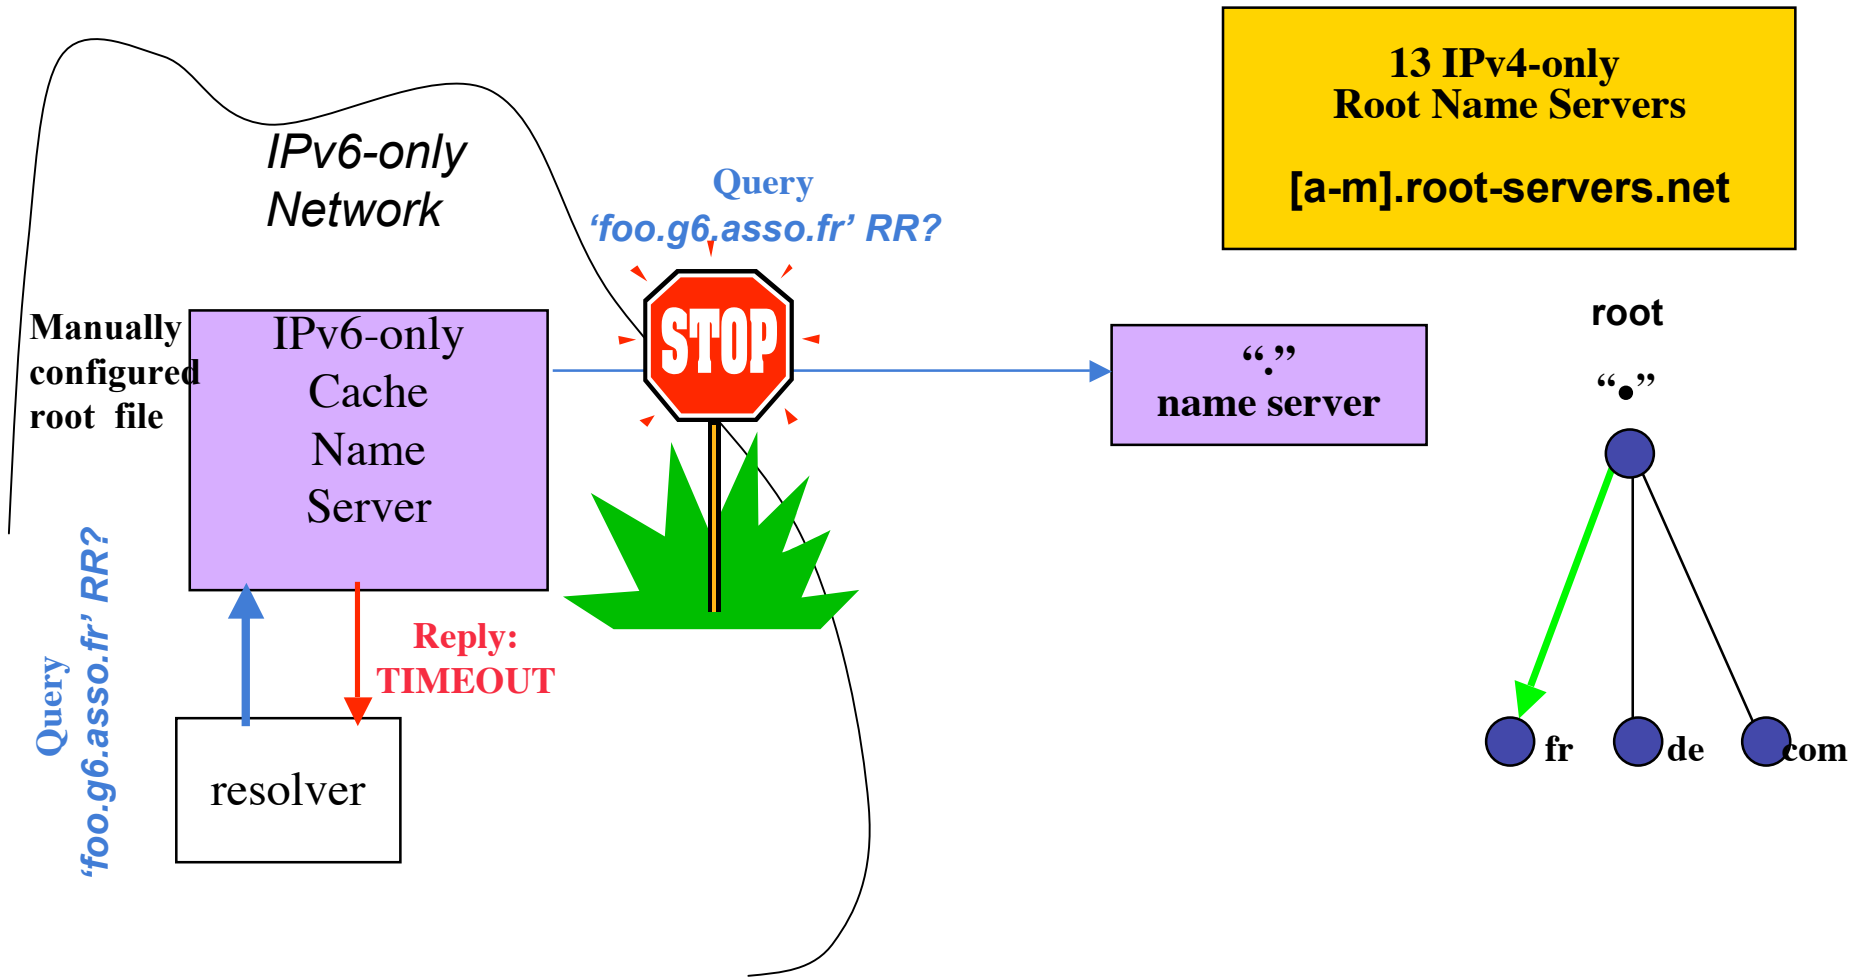 13 IPv4-only
Root Name Servers
[a-m].root-servers.net
IPv6-only
Network
Query
‘foo.g6.asso.fr’ RR?
STOP
Manually
configured
root file
IPv6-only
Cache
Name
Server
“.”
name server
root
“•”
fr
de
com
Query
‘foo.g6.asso.fr’ RR?
Reply:
TIMEOUT
resolver